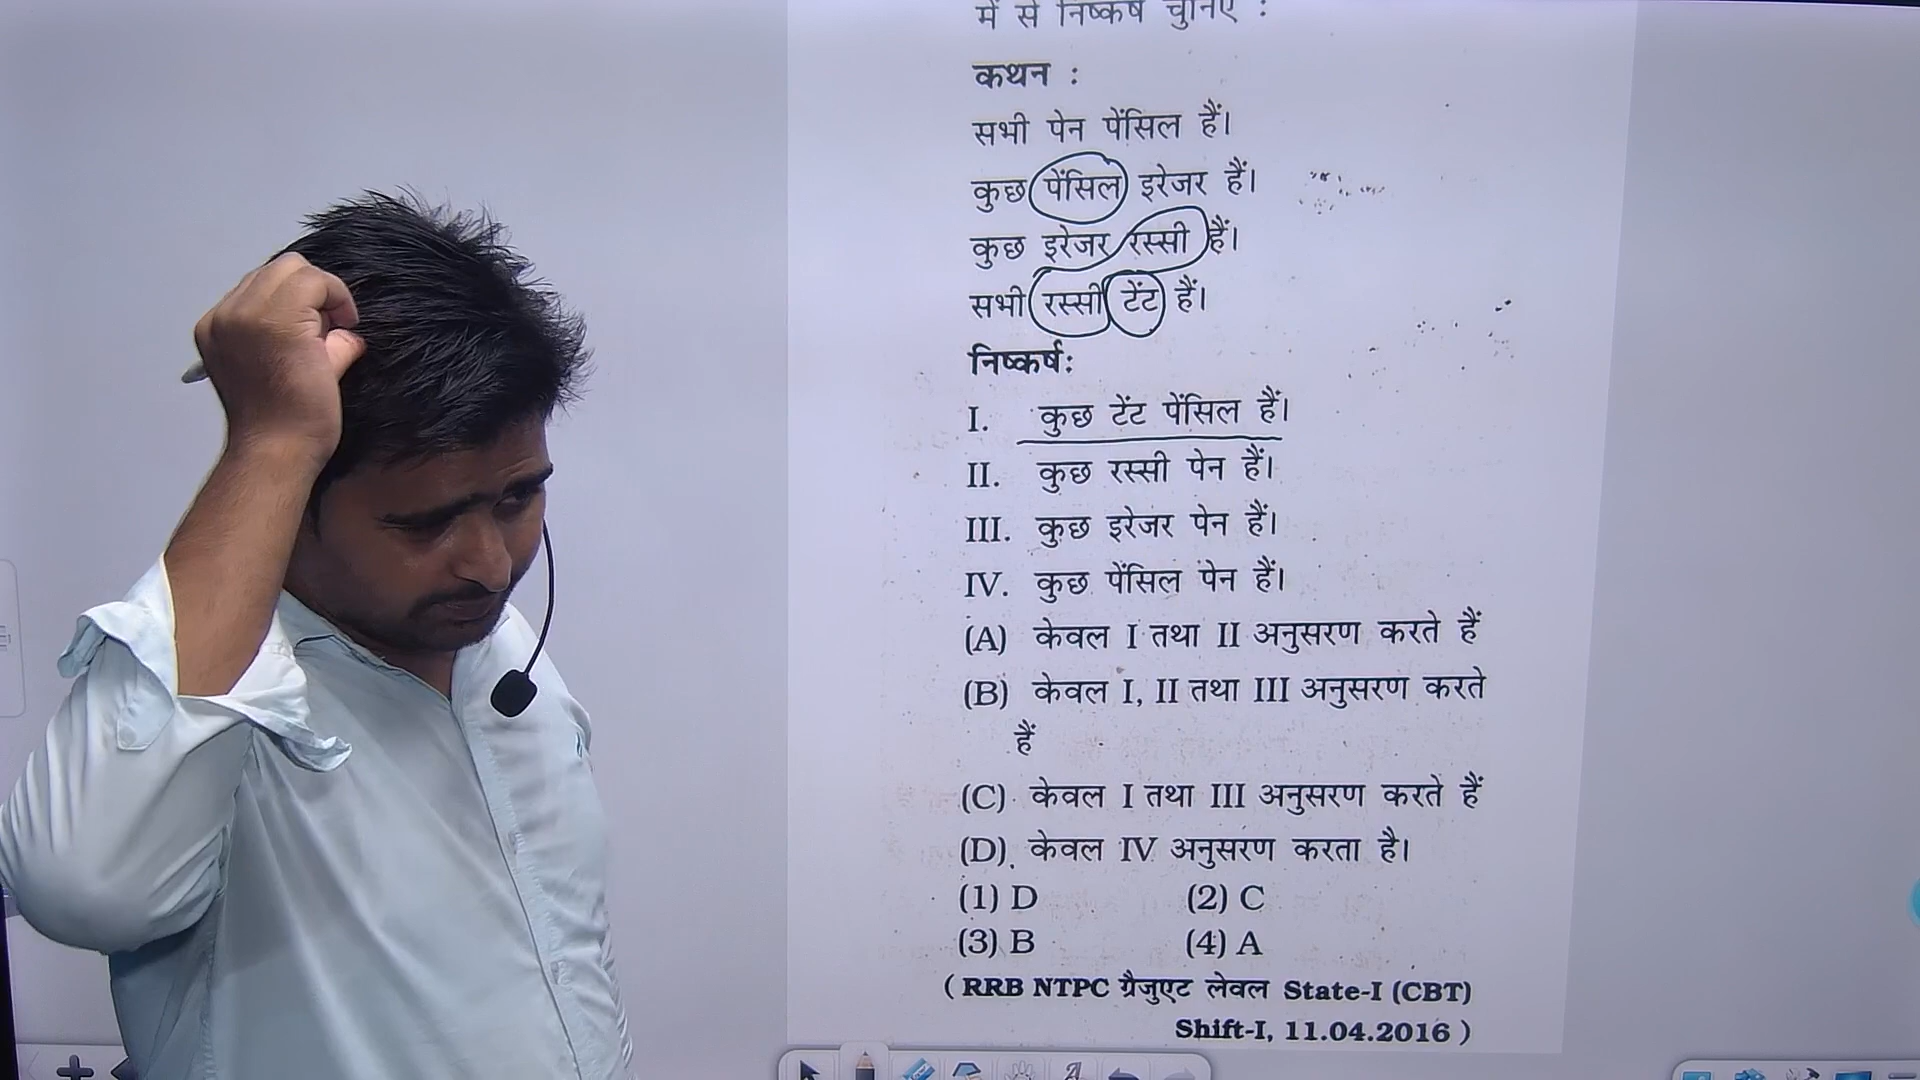 में से निष्कर्ष चुनिए :
कथन :
सभी पेन पेंसिल हैं।
कुछ पेंसिल इरेजर हैं।
कुछ इरेजर रस्सी हैं।
सभी रस्सी टेंट हैं।
निष्कर्ष:
I. कुछ टेंट पेंसिल हैं।
II. कुछ रस्सी पेन हैं।
III. कुछ इरेजर पेन हैं।
IV. कुछ पेंसिल पेन हैं।
(A) केवल I तथा II अनुसरण करते हैं
(B) केवल I, II तथा III अनुसरण करते
हैं
(C) केवल I तथा III अनुसरण करते हैं
(D) केवल IV अनुसरण करता है।
(1) D (2) C
(3) B (4) A
( RRB NTPC ग्रैजुएट लेवल State-I (CBT)
Shift-I, 11.04.2016 )